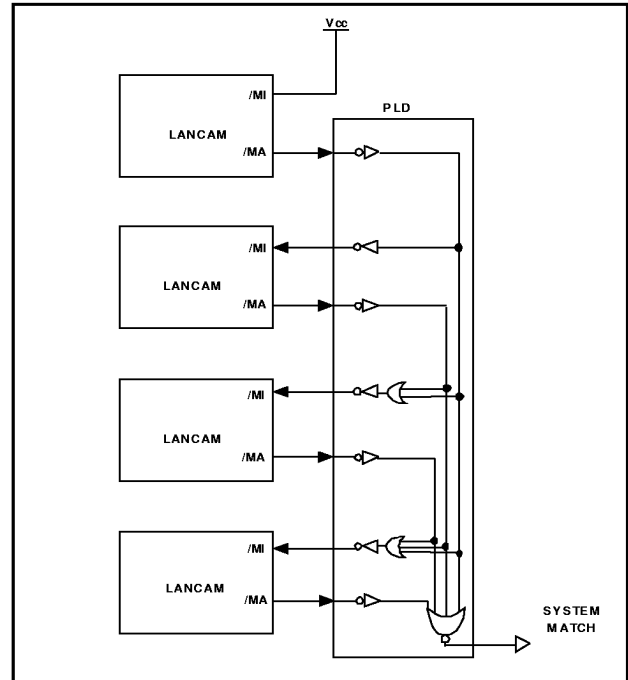 Vcc
/MI
PLD
LANCAM
/MA
/MI
LANCAM
/MA
/MI
LANCAM
/MA
/MI
LANCAM
/MA
SYSTEM
MATCH